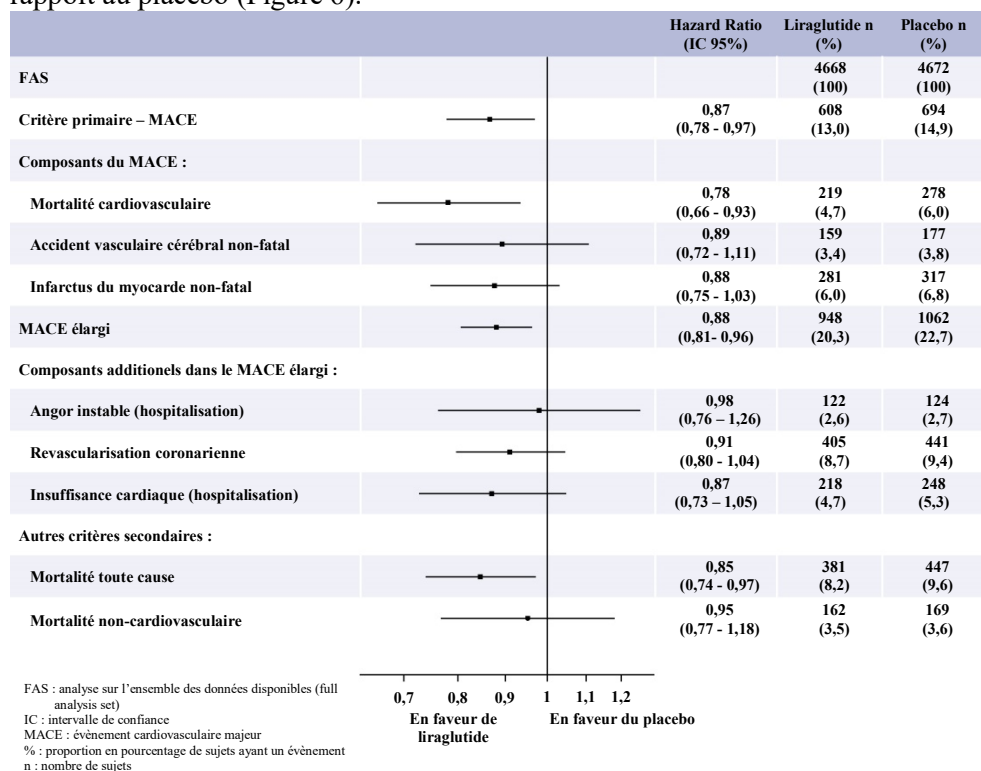 rapport au placebo (Figure 6).
Hazard Ratio (IC 95%) Liraglutide n (%) Placebo n (%)
FAS 4668 (100) 4672 (100)
Critère primaire – MACE 0,87 (0,78 - 0,97) 608 (13,0) 694 (14,9)
Composants du MACE :
Mortalité cardiovasculaire 0,78 (0,66 - 0,93) 219 (4,7) 278 (6,0)
Accident vasculaire cérébral non-fatal 0,89 (0,72 - 1,11) 159 (3,4) 177 (3,8)
Infarctus du myocarde non-fatal 0,88 (0,75 - 1,03) 281 (6,0) 317 (6,8)
MACE élargi 0,88 (0,81- 0,96) 948 (20,3) 1062 (22,7)
Composants additionels dans le MACE élargi :
Angor instable (hospitalisation) 0,98 (0,76 – 1,26) 122 (2,6) 124 (2,7)
Revascularisation coronarienne 0,91 (0,80 - 1,04) 405 (8,7) 441 (9,4)
Insuffisance cardiaque (hospitalisation) 0,87 (0,73 – 1,05) 218 (4,7) 248 (5,3)
Autres critères secondaires :
Mortalité toute cause 0,85 (0,74 - 0,97) 381 (8,2) 447 (9,6)
Mortalité non-cardiovasculaire 0,95 (0,77 - 1,18) 162 (3,5) 169 (3,6)
0,7 0,8 0,9 1 1,1 1,2
En faveur de liraglutide
En faveur du placebo
FAS : analyse sur l’ensemble des données disponibles (full
analysis set)
IC : intervalle de confiance
MACE : évènement cardiovasculaire majeur
% : proportion en pourcentage de sujets ayant un évènement
n : nombre de sujets